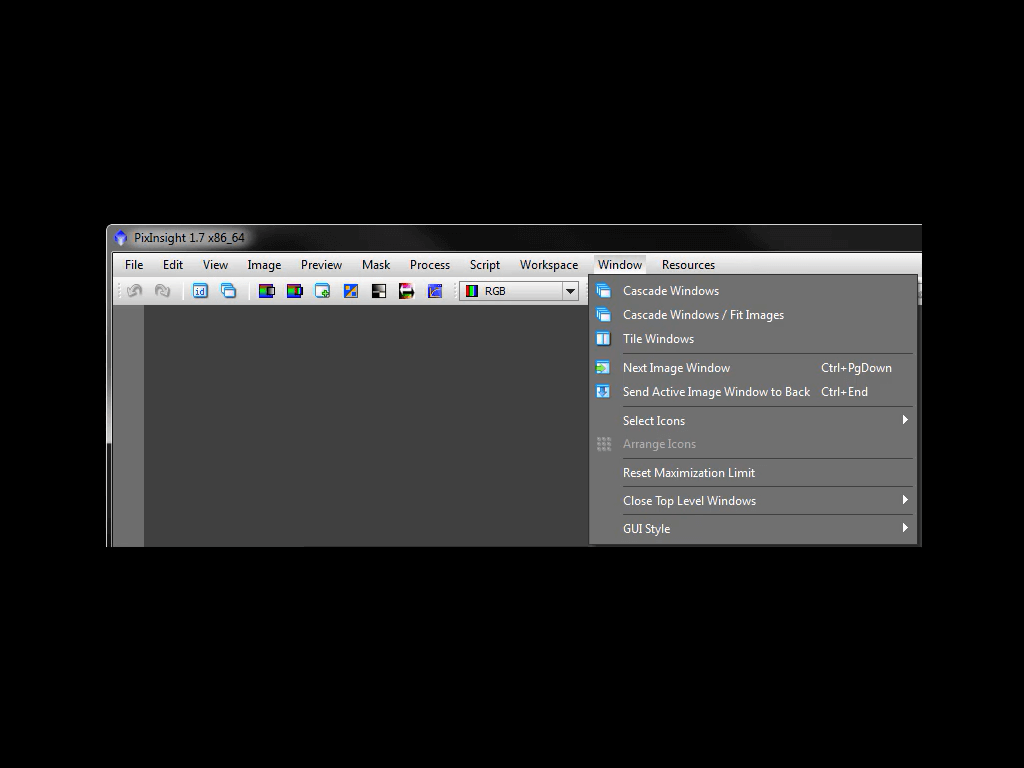 PixInsight 1.7 x86_64
File Edit View Image Preview Mask Process Script Workspace Window Resources
id RGB
Cascade Windows
Cascade Windows / Fit Images
Tile Windows
Next Image Window Ctrl+PgDown
Send Active Image Window to Back Ctrl+End
Select Icons
Arrange Icons
Reset Maximization Limit
Close Top Level Windows
GUI Style